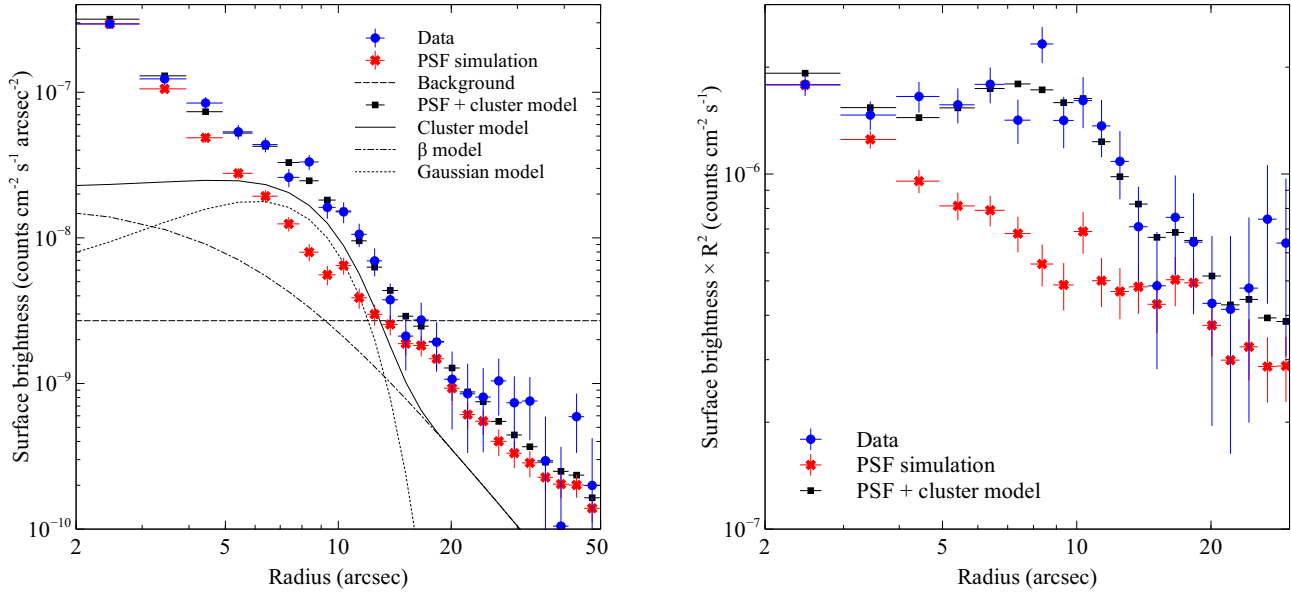 Surface brightness (counts cm⁻² s⁻¹ arcsec⁻²)
10⁻⁷
10⁻⁸
10⁻⁹
10⁻¹⁰
Data
PSF simulation
Background
PSF + cluster model
Cluster model
β model
Gaussian model
2 5 10 20 50
Radius (arcsec)
Surface brightness × R² (counts cm⁻² s⁻¹)
10⁻⁶
10⁻⁷
Data
PSF simulation
PSF + cluster model
2 5 10 20
Radius (arcsec)